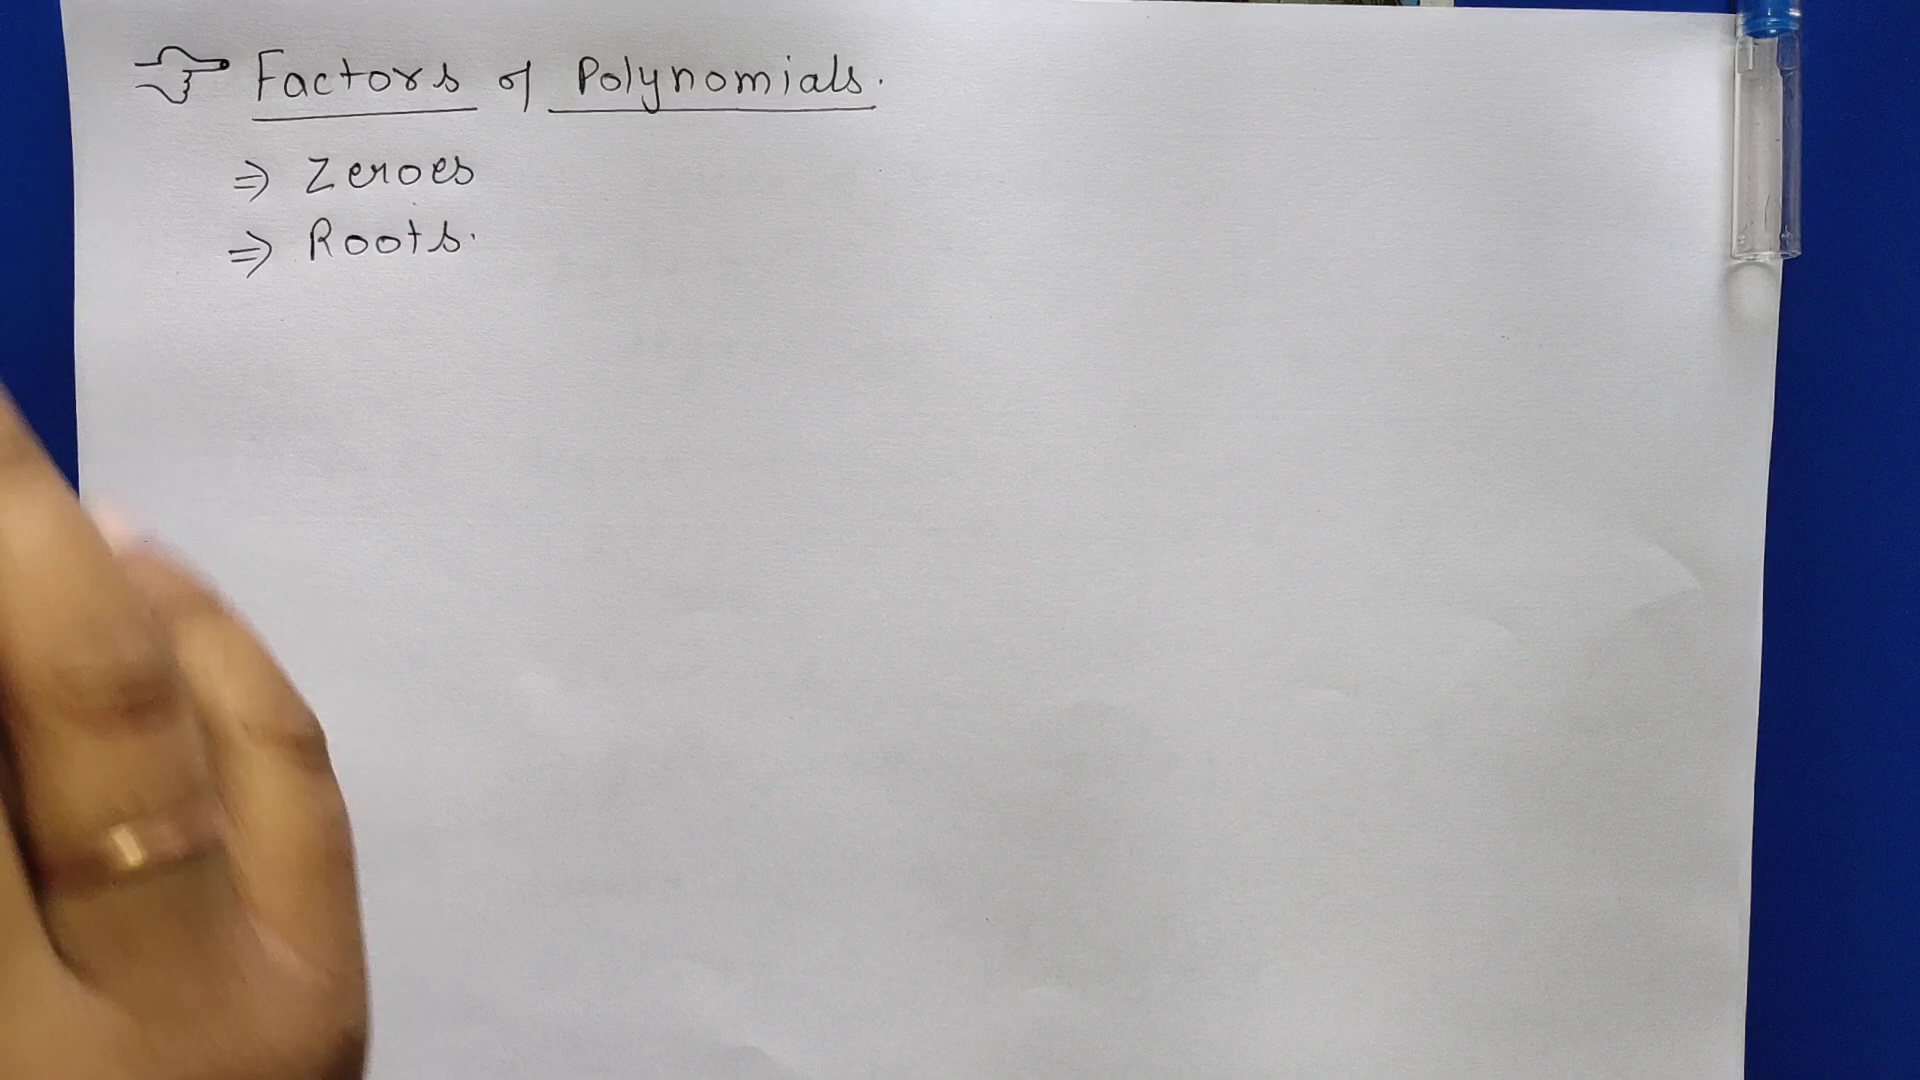 Factors of Polynomials.
⇒ Zeroes
⇒ Roots.